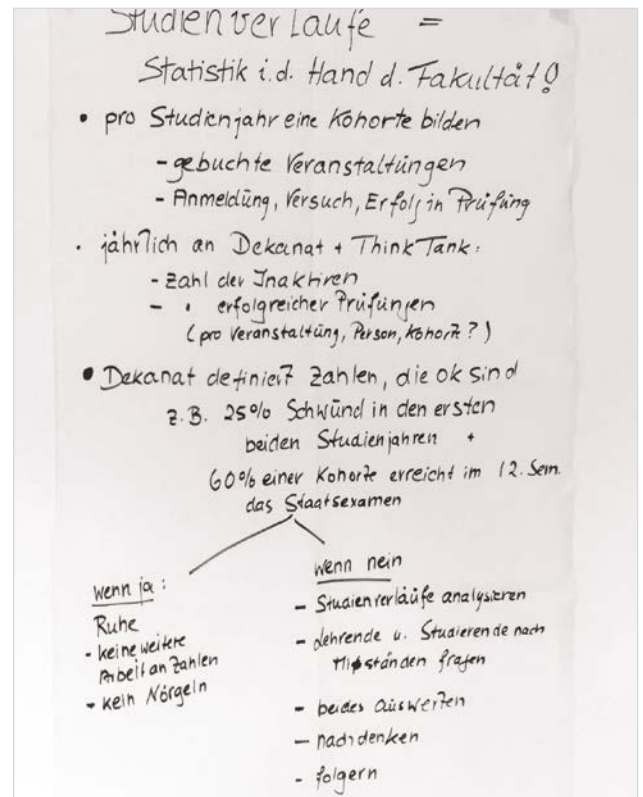 Studienverläufe =
Statistik i.d. Hand d. Fakultät!
• pro Studienjahr eine Kohorte bilden
- gebuchte Veranstaltungen
- Anmeldung, Versuch, Erfolg in Prüfung
• jährlich an Dekanat + ThinkTank:
- Zahl der Inaktiven
- " erfolgreicher Prüfungen
(pro Veranstaltung, Person, Kohorte?)
• Dekanat definiert Zahlen, die ok sind
z.B. 25% Schwund in den ersten
beiden Studienjahren +
60% einer Kohorte erreicht im 12. Sem.
das Staatsexamen
wenn ja:
Ruhe
- keine weitere
Arbeit an Zahlen
- kein Nörgeln
wenn nein
- Studienverläufe analysieren
- Lehrende u. Studierende nach
Mißständen fragen
- beides auswerten
- nachdenken
- folgern